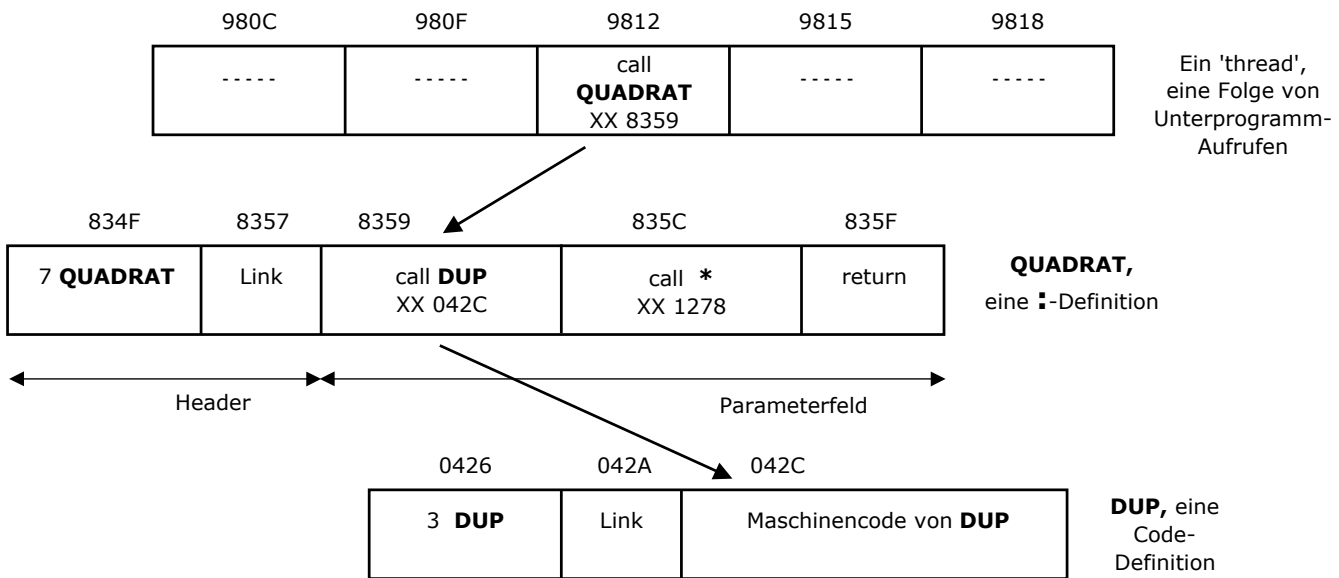 980C 980F 9812 9815 9818
- - - - - - - - - - call - - - - - - - - - -
QUADRAT
XX 8359
Ein 'thread',
eine Folge von
Unterprogramm-
Aufrufen
834F 8357 8359 835C 835F
7 QUADRAT Link call DUP call * return
XX 042C XX 1278
QUADRAT,
eine :-Definition
Header Parameterfeld
0426 042A 042C
3 DUP Link Maschinencode von DUP
DUP, eine
Code-
Definition